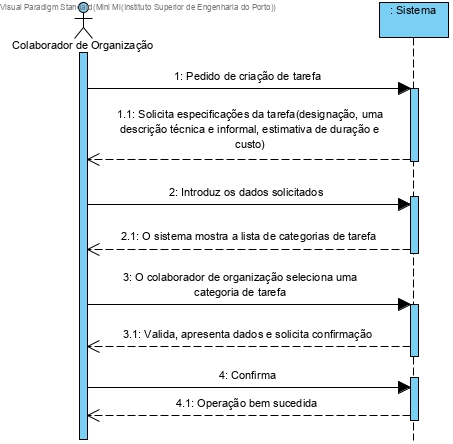 Visual Paradigm Standard(Mini MI(Instituto Superior de Engenharia do Porto))
: Sistema
Colaborador de Organização
1: Pedido de criação de tarefa
1.1: Solicita especificações da tarefa(designação, uma
descrição técnica e informal, estimativa de duração e
custo)
2: Introduz os dados solicitados
2.1: O sistema mostra a lista de categorias de tarefa
3: O colaborador de organização seleciona uma
categoria de tarefa
3.1: Valida, apresenta dados e solicita confirmação
4: Confirma
4.1: Operação bem sucedida